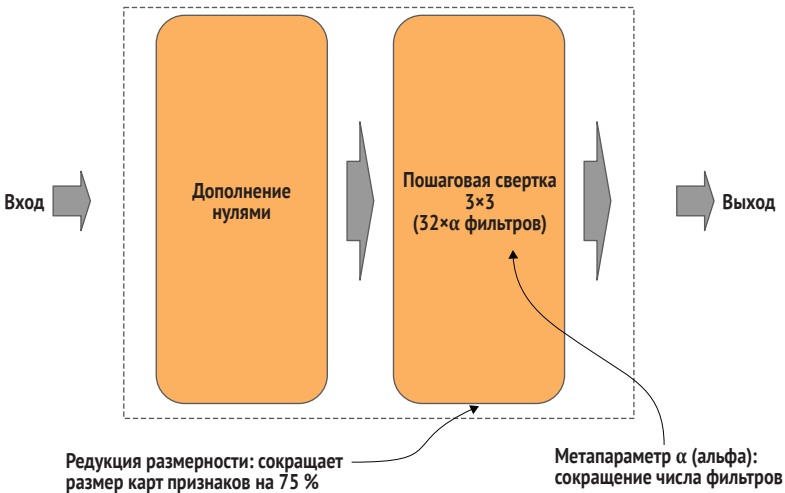 Вход
Дополнение
нулями
Пошаговая свертка
3×3
(32×α фильтров)
Выход
Редукция размерности: сокращает
размер карт признаков на 75 %
Метапараметр α (альфа):
сокращение числа фильтров